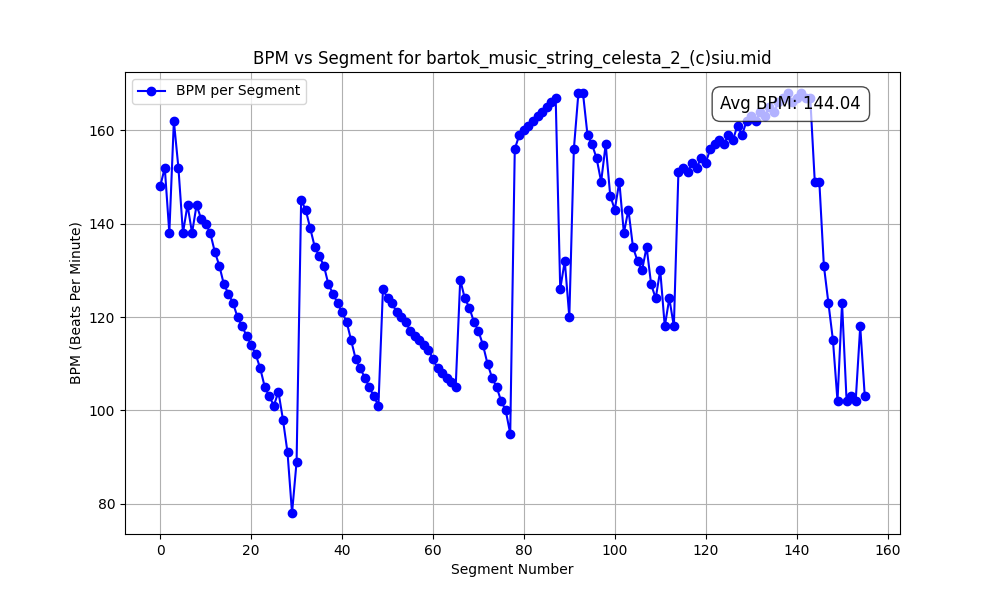 BPM vs Segment for bartok_music_string_celesta_2_(c)siu.mid
BPM per Segment
Avg BPM: 144.04
BPM (Beats Per Minute)
160
140
120
100
80
0 20 40 60 80 100 120 140 160
Segment Number